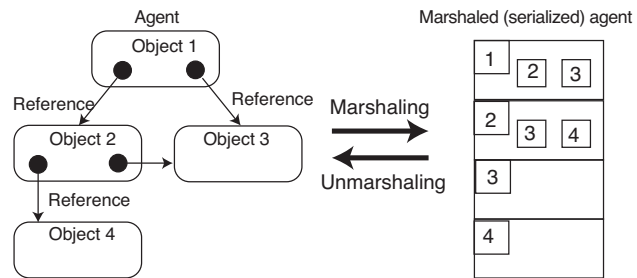 Agent
Object 1
Reference
Reference
Object 2
Object 3
Reference
Object 4
Marshaling
Unmarshaling
Marshaled (serialized) agent
1
2 3
2
3 4
3
4